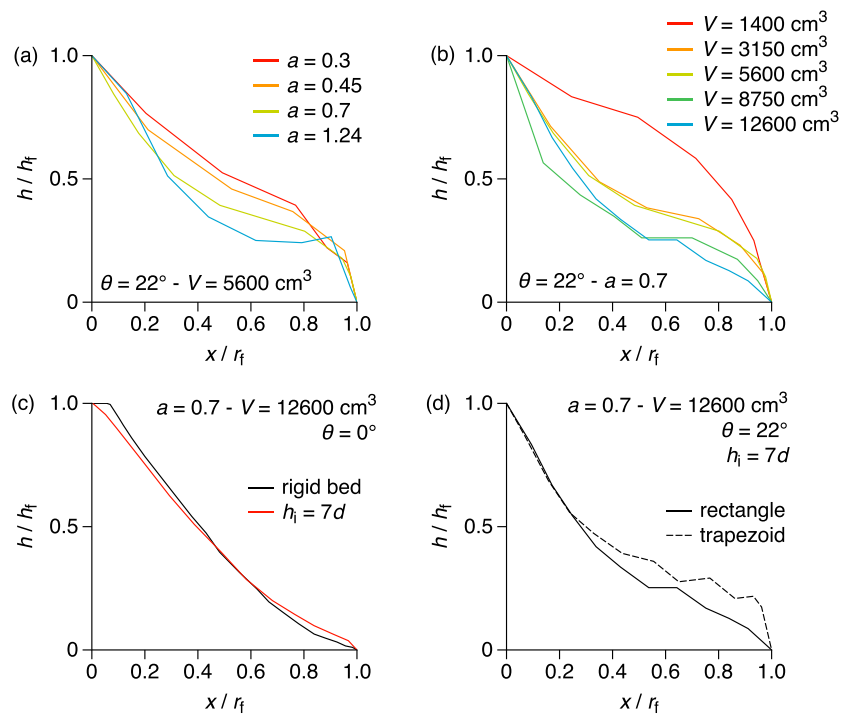 (a)
a = 0.3
a = 0.45
a = 0.7
a = 1.24
1.0
0.5
0
h / hf
θ = 22° - V = 5600 cm³
0 0.2 0.4 0.6 0.8 1.0
x / rf
(b)
V = 1400 cm³
V = 3150 cm³
V = 5600 cm³
V = 8750 cm³
V = 12600 cm³
1.0
0.5
0
h / hf
θ = 22° - a = 0.7
0 0.2 0.4 0.6 0.8 1.0
x / rf
(c)
a = 0.7 - V = 12600 cm³
θ = 0°
rigid bed
hi = 7d
1.0
0.5
0
h / hf
0 0.2 0.4 0.6 0.8 1.0
x / rf
(d)
a = 0.7 - V = 12600 cm³
θ = 22°
hi = 7d
rectangle
trapezoid
1.0
0.5
0
h / hf
0 0.2 0.4 0.6 0.8 1.0
x / rf